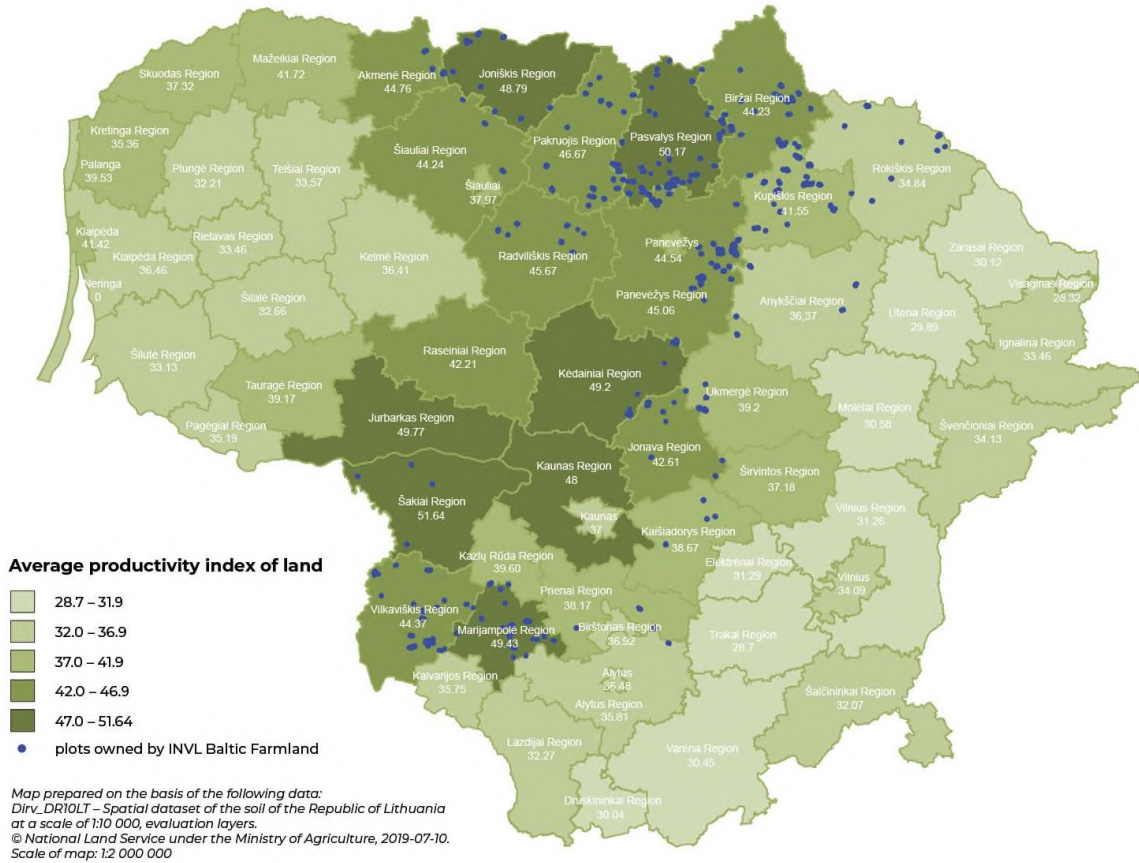 Skuodas Region
37.32
Mažeikiai Region
41.72
Akmenė Region
44.76
Joniškis Region
48.79
Biržai Region
44.23
Kretinga Region
35.36
Palanga
39.53
Plungė Region
32.21
Telšiai Region
33.57
Šiauliai Region
44.24
Šiauliai
37.97
Pakruojis Region
46.67
Pasvalys Region
50.17
Rokiškis Region
34.84
Kupiškis Region
41.55
Klaipėda
41.42
Klaipėda Region
36.46
Rietavas Region
33.46
Kelmė Region
36.41
Radviliškis Region
45.67
Panevėžys
44.54
Panevėžys Region
45.06
Zarasai Region
30.12
Visaginas Region
28.32
Neringa
0
Šilalė Region
32.66
Anykščiai Region
36,37
Utena Region
29.89
Ignalina Region
33.46
Šilutė Region
33.13
Tauragė Region
39.17
Raseiniai Region
42.21
Kėdainiai Region
49.2
Ukmergė Region
39.2
Molėtai Region
30.58
Švenčioniai Region
34.13
Pagėgiai Region
35.19
Jurbarkas Region
49.77
Jonava Region
42.61
Kaunas Region
48
Širvintos Region
37.18
Šakiai Region
51.64
Kaunas
37
Kaišiadorys Region
38.67
Vilnius Region
31.26
Kazlų Rūda Region
39.60
Elektrėnai Region
31.29
Vilnius
34.09
Vilkaviškis Region
44.37
Marijampolė Region
49.43
Prienai Region
38.17
Birštonas Region
36.52
Trakai Region
28.7
Kalvarijos Region
35.75
Alytus
36.48
Alytus Region
35.81
Šalčininkai Region
32.07
Lazdijai Region
32.27
Varėna Region
30.45
Druskininkai Region
30.04
Average productivity index of land
28.7 – 31.9
32.0 – 36.9
37.0 – 41.9
42.0 – 46.9
47.0 – 51.64
plots owned by INVL Baltic Farmland
Map prepared on the basis of the following data:
Dirv_DR10LT – Spatial dataset of the soil of the Republic of Lithuania
at a scale of 1:10 000, evaluation layers.
© National Land Service under the Ministry of Agriculture, 2019-07-10.
Scale of map: 1:2 000 000